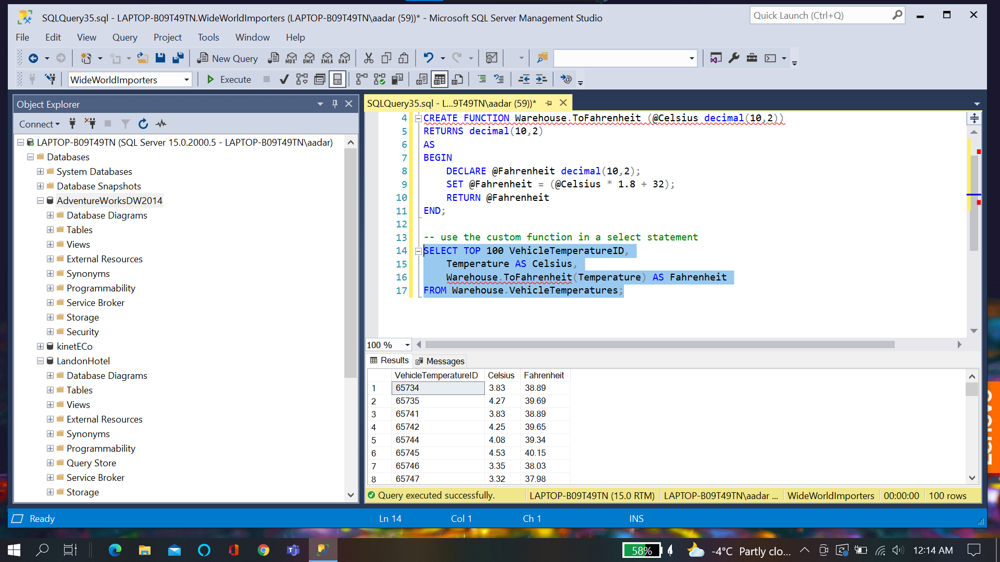 SQLQuery35.sql - LAPTOP-B09T49TN.WideWorldImporters (LAPTOP-B09T49TN\aadar (59))* - Microsoft SQL Server Management Studio
Quick Launch (Ctrl+Q)
File Edit View Query Project Tools Window Help
New Query MDX DMX XMLA DAX
WideWorldImporters Execute
Object Explorer
Connect
LAPTOP-B09T49TN (SQL Server 15.0.2000.5 - LAPTOP-B09T49TN\aadar)
Databases
System Databases
Database Snapshots
AdventureWorksDW2014
Database Diagrams
Tables
Views
External Resources
Synonyms
Programmability
Service Broker
Storage
Security
kinetECo
LandonHotel
Database Diagrams
Tables
Views
External Resources
Synonyms
Programmability
Query Store
Service Broker
Storage
SQLQuery35.sql - L...9T49TN\aadar (59))*
4 CREATE FUNCTION Warehouse.ToFahrenheit (@Celsius decimal(10,2))
5 RETURNS decimal(10,2)
6 AS
7 BEGIN
8 DECLARE @Fahrenheit decimal(10,2);
9 SET @Fahrenheit = (@Celsius * 1.8 + 32);
10 RETURN @Fahrenheit
11 END;
12
13 -- use the custom function in a select statement
14 SELECT TOP 100 VehicleTemperatureID,
15 Temperature AS Celsius,
16 Warehouse.ToFahrenheit(Temperature) AS Fahrenheit
17 FROM Warehouse.VehicleTemperatures;
100 %
Results Messages
VehicleTemperatureID Celsius Fahrenheit
1 65734 3.83 38.89
2 65735 4.27 39.69
3 65741 3.83 38.89
4 65742 4.25 39.65
5 65744 4.08 39.34
6 65745 4.53 40.15
7 65746 3.35 38.03
8 65747 3.32 37.98
Query executed successfully. LAPTOP-B09T49TN (15.0 RTM) LAPTOP-B09T49TN\aadar ... WideWorldImporters 00:00:00 100 rows
Ready Ln 14 Col 1 Ch 1 INS
Lenovo
58% -4°C Partly clo... 12:14 AM